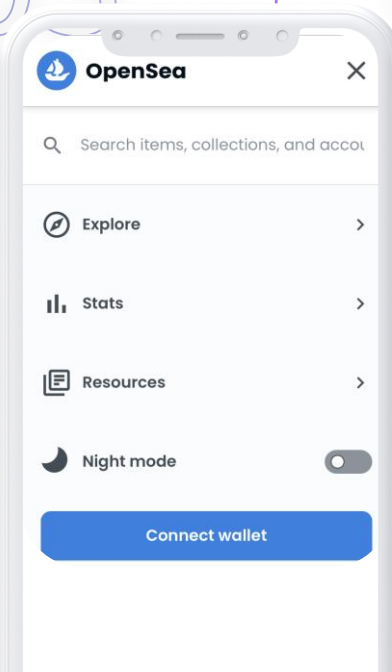 OpenSea
Search items, collections, and accou
Explore
Stats
Resources
Night mode
Connect wallet